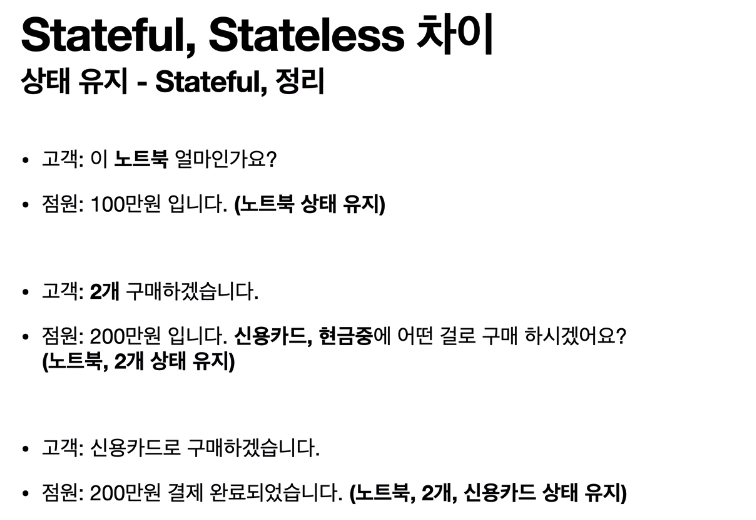 Stateful, Stateless 차이
상태 유지 - Stateful, 정리
• 고객: 이 노트북 얼마인가요?
• 점원: 100만원 입니다. (노트북 상태 유지)
• 고객: 2개 구매하겠습니다.
• 점원: 200만원 입니다. 신용카드, 현금중에 어떤 걸로 구매 하시겠어요?
(노트북, 2개 상태 유지)
• 고객: 신용카드로 구매하겠습니다.
• 점원: 200만원 결제 완료되었습니다. (노트북, 2개, 신용카드 상태 유지)